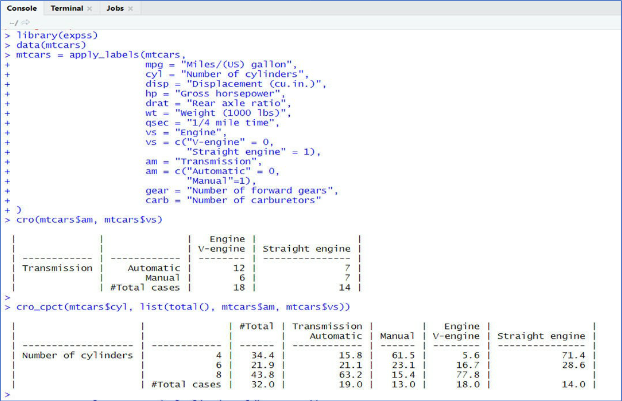 Console Terminal × Jobs ×
~/
> library(expss)
> data(mtcars)
> mtcars = apply_labels(mtcars,
+ mpg = "Miles/(US) gallon",
+ cyl = "Number of cylinders",
+ disp = "Displacement (cu.in.)",
+ hp = "Gross horsepower",
+ drat = "Rear axle ratio",
+ wt = "Weight (1000 lbs)",
+ qsec = "1/4 mile time",
+ vs = "Engine",
+ vs = c("V-engine" = 0,
+ "Straight engine" = 1),
+ am = "Transmission",
+ am = c("Automatic" = 0,
+ "Manual"=1),
+ gear = "Number of forward gears",
+ carb = "Number of carburetors"
+ )
> cro(mtcars$am, mtcars$vs)
| | | Engine | |
| | | V-engine | Straight engine |
| ------------ | ------------ | -------- | --------------- |
| Transmission | Automatic | 12 | 7 |
| | Manual | 6 | 7 |
| | #Total cases | 18 | 14 |
>
> cro_cpct(mtcars$cyl, list(total(), mtcars$am, mtcars$vs))
| | | #Total | Transmission | | Engine | |
| | | | Automatic | Manual | V-engine | Straight engine |
| ------------------- | ------------ | ------ | ------------ | ------ | -------- | --------------- |
| Number of cylinders | 4 | 34.4 | 15.8 | 61.5 | 5.6 | 71.4 |
| | 6 | 21.9 | 21.1 | 23.1 | 16.7 | 28.6 |
| | 8 | 43.8 | 63.2 | 15.4 | 77.8 | |
| | #Total cases | 32.0 | 19.0 | 13.0 | 18.0 | 14.0 |
>